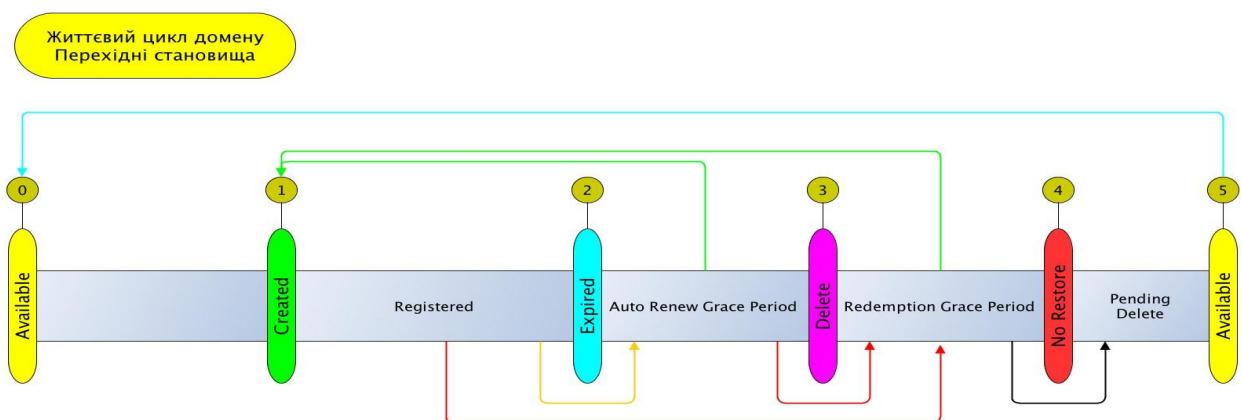 Життєвий цикл домену
Перехідні становища
0
1
2
3
4
5
Available
Created
Registered
Expired
Auto Renew Grace Period
Delete
Redemption Grace Period
No Restore
Pending
Delete
Available